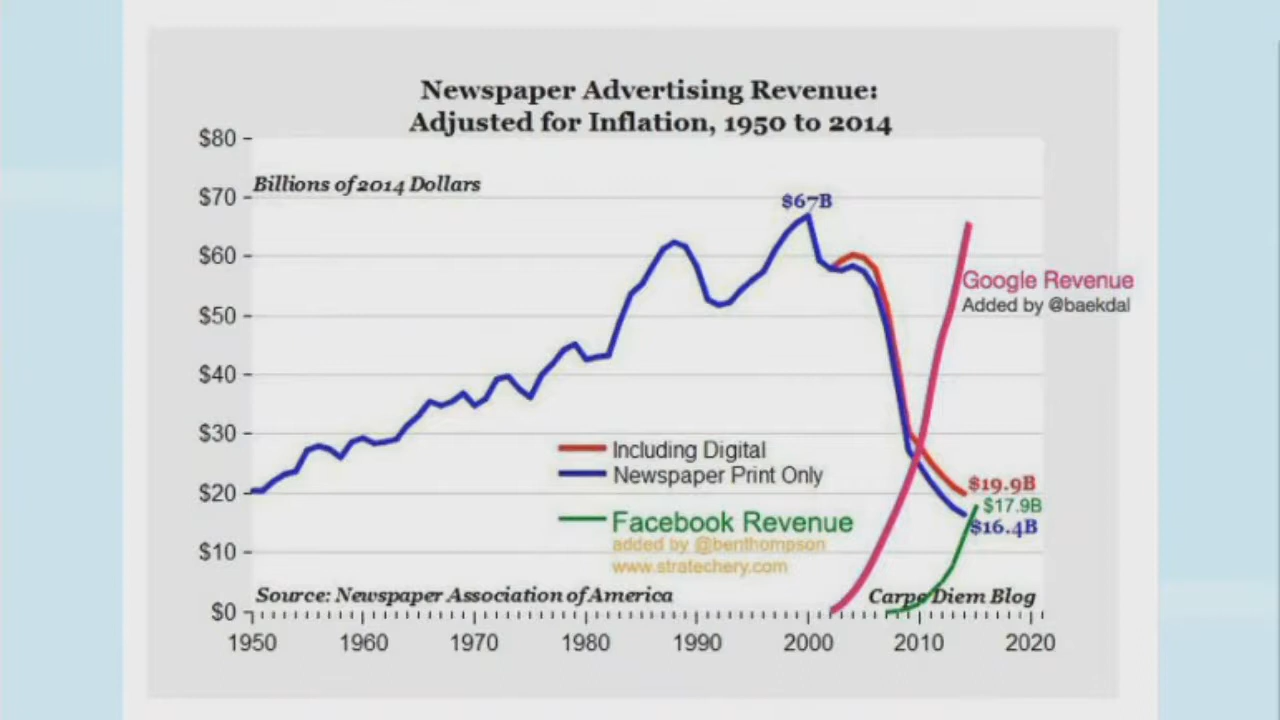 Newspaper Advertising Revenue:
Adjusted for Inflation, 1950 to 2014
$80
Billions of 2014 Dollars
$70
$67B
$60
Google Revenue
Added by @baekdal
$50
$40
$30
Including Digital
Newspaper Print Only
$20
$19.9B
$17.9B
$16.4B
Facebook Revenue
added by @benthompson
www.stratechery.com
$10
Source: Newspaper Association of America
Carpe Diem Blog
$0
1950 1960 1970 1980 1990 2000 2010 2020